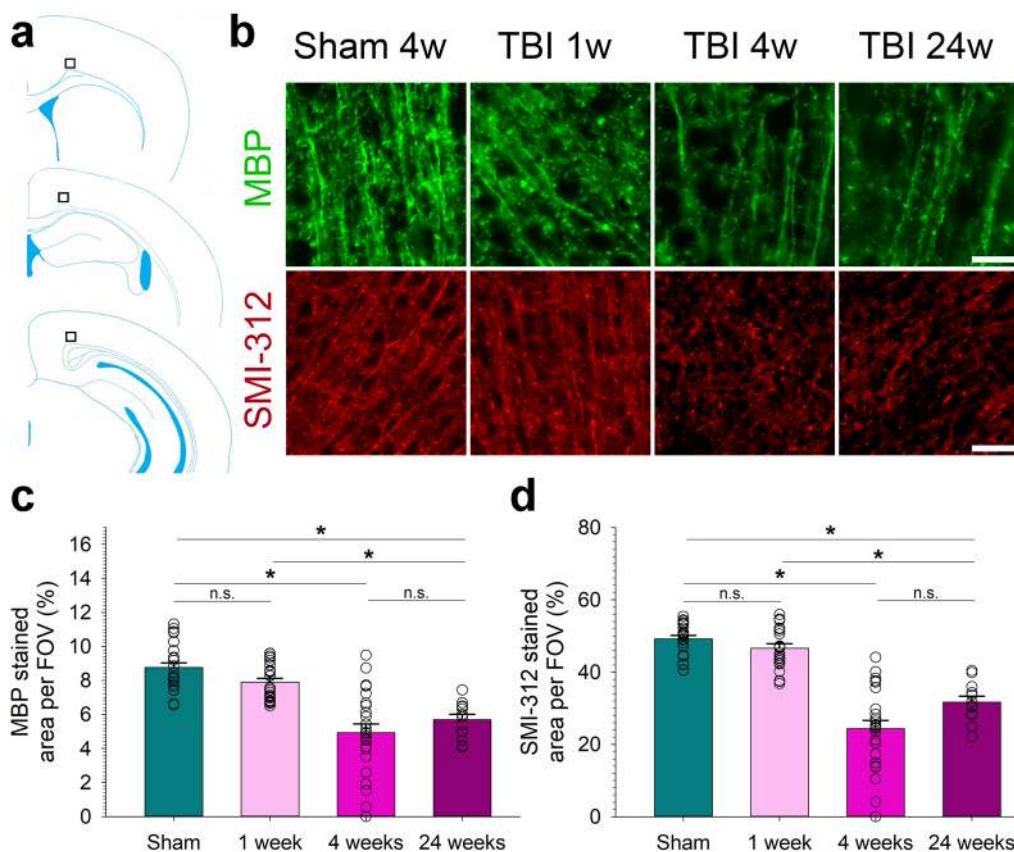 a
b
Sham 4w TBI 1w TBI 4w TBI 24w
MBP
SMI-312
c
MBP stained
area per FOV (%)
16
14
12
10
8
6
4
2
0
*
*
*
n.s. n.s.
Sham 1 week 4 weeks 24 weeks
d
SMI-312 stained
area per FOV (%)
80
60
40
20
0
*
*
*
n.s. n.s.
Sham 1 week 4 weeks 24 weeks